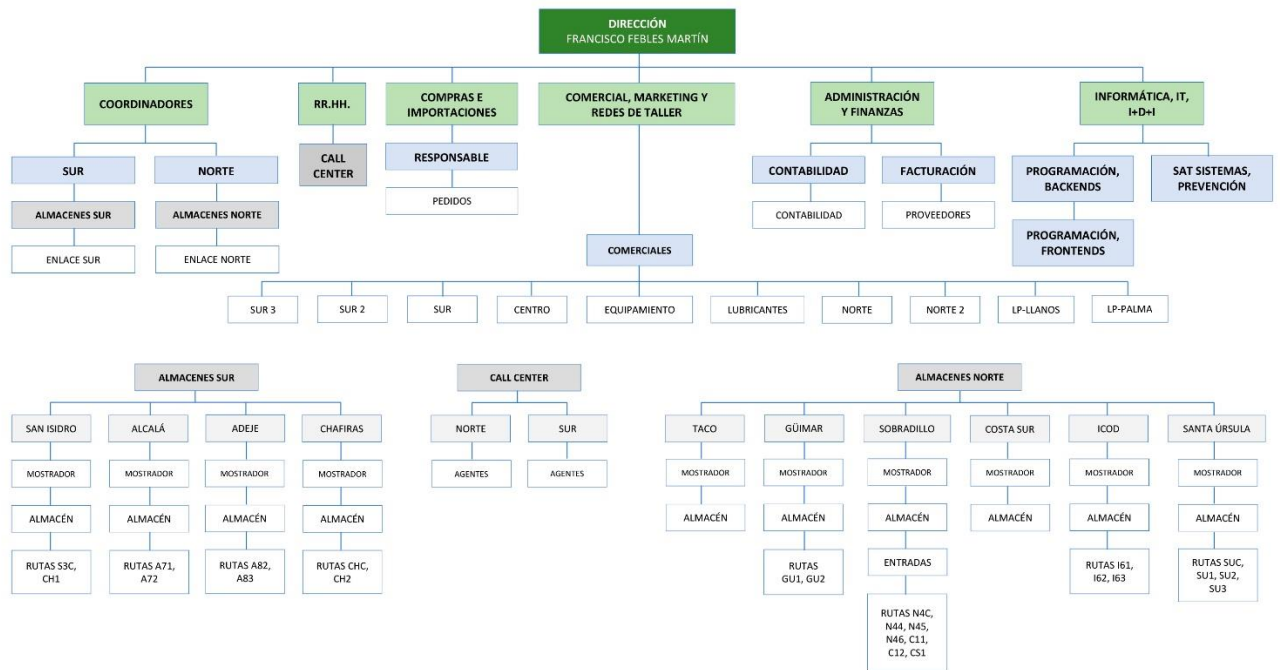 DIRECCIÓN
FRANCISCO FEBLES MARTÍN
COORDINADORES
RR.HH.
COMPRAS E
IMPORTACIONES
COMERCIAL, MARKETING Y
REDES DE TALLER
ADMINISTRACIÓN
Y FINANZAS
INFORMÁTICA, IT,
I+D+I
SUR
NORTE
CALL
CENTER
RESPONSABLE
CONTABILIDAD
FACTURACIÓN
PROGRAMACIÓN,
BACKENDS
SAT SISTEMAS,
PREVENCIÓN
ALMACENES SUR
ALMACENES NORTE
PEDIDOS
CONTABILIDAD
PROVEEDORES
ENLACE SUR
ENLACE NORTE
COMERCIALES
PROGRAMACIÓN,
FRONTENDS
SUR 3
SUR 2
SUR
CENTRO
EQUIPAMIENTO
LUBRICANTES
NORTE
NORTE 2
LP-LLANOS
LP-PALMA
ALMACENES SUR
SAN ISIDRO
ALCALÁ
ADEJE
CHAFIRAS
MOSTRADOR
MOSTRADOR
MOSTRADOR
MOSTRADOR
ALMACÉN
ALMACÉN
ALMACÉN
ALMACÉN
RUTAS S3C,
CH1
RUTAS A71,
A72
RUTAS A82,
A83
RUTAS CHC,
CH2
CALL CENTER
NORTE
SUR
AGENTES
AGENTES
ALMACENES NORTE
TACO
GÜIMAR
SOBRADILLO
COSTA SUR
ICOD
SANTA ÚRSULA
MOSTRADOR
MOSTRADOR
MOSTRADOR
MOSTRADOR
MOSTRADOR
MOSTRADOR
ALMACÉN
ALMACÉN
ALMACÉN
ALMACÉN
ALMACÉN
ALMACÉN
RUTAS
GU1, GU2
ENTRADAS
RUTAS I61,
I62, I63
RUTAS SUC,
SU1, SU2,
SU3
RUTAS N4C,
N44, N45,
N46, C11,
C12, CS1